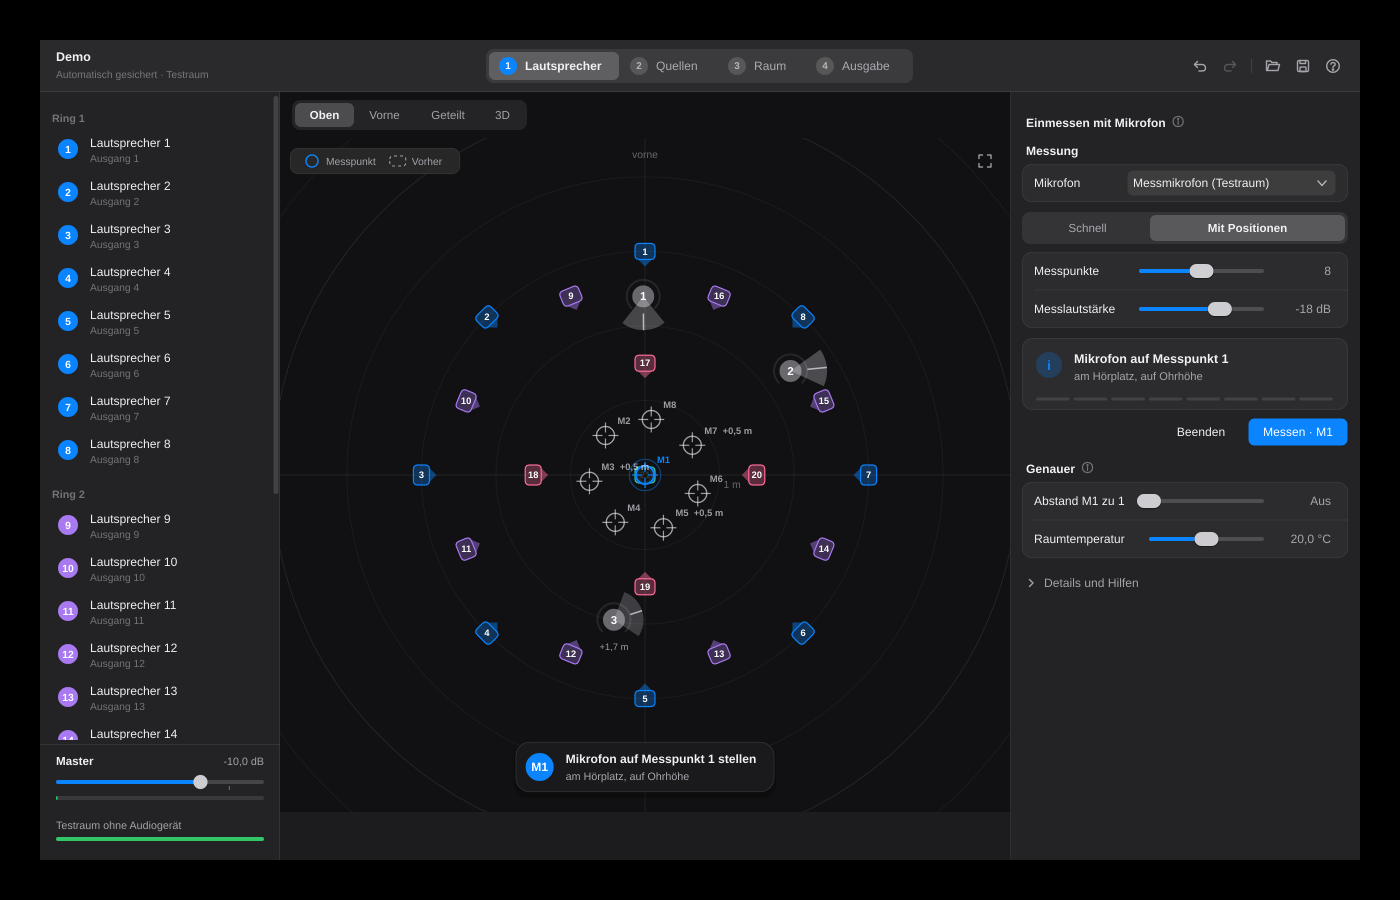 Demo
Automatisch gesichert · Testraum
1 Lautsprecher
2 Quellen
3 Raum
4 Ausgabe
Ring 1
1 Lautsprecher 1
Ausgang 1
2 Lautsprecher 2
Ausgang 2
3 Lautsprecher 3
Ausgang 3
4 Lautsprecher 4
Ausgang 4
5 Lautsprecher 5
Ausgang 5
6 Lautsprecher 6
Ausgang 6
7 Lautsprecher 7
Ausgang 7
8 Lautsprecher 8
Ausgang 8
Ring 2
9 Lautsprecher 9
Ausgang 9
10 Lautsprecher 10
Ausgang 10
11 Lautsprecher 11
Ausgang 11
12 Lautsprecher 12
Ausgang 12
13 Lautsprecher 13
Ausgang 13
14 Lautsprecher 14
Master -10,0 dB
Testraum ohne Audiogerät
Oben Vorne Geteilt 3D
Messpunkt Vorher
vorne
1
9 1 16
2 8
17
2
10 15
M8
M2
M7 +0,5 m
M1
M3 +0,5 m
3 18 20 7
M6
1 m
M4
M5 +0,5 m
11 14
19
3
4 6
+1,7 m
12 13
5
M1 Mikrofon auf Messpunkt 1 stellen
am Hörplatz, auf Ohrhöhe
Einmessen mit Mikrofon
Messung
Mikrofon Messmikrofon (Testraum)
Schnell Mit Positionen
Messpunkte 8
Messlautstärke -18 dB
i Mikrofon auf Messpunkt 1
am Hörplatz, auf Ohrhöhe
Beenden Messen · M1
Genauer
Abstand M1 zu 1 Aus
Raumtemperatur 20,0 °C
Details und Hilfen